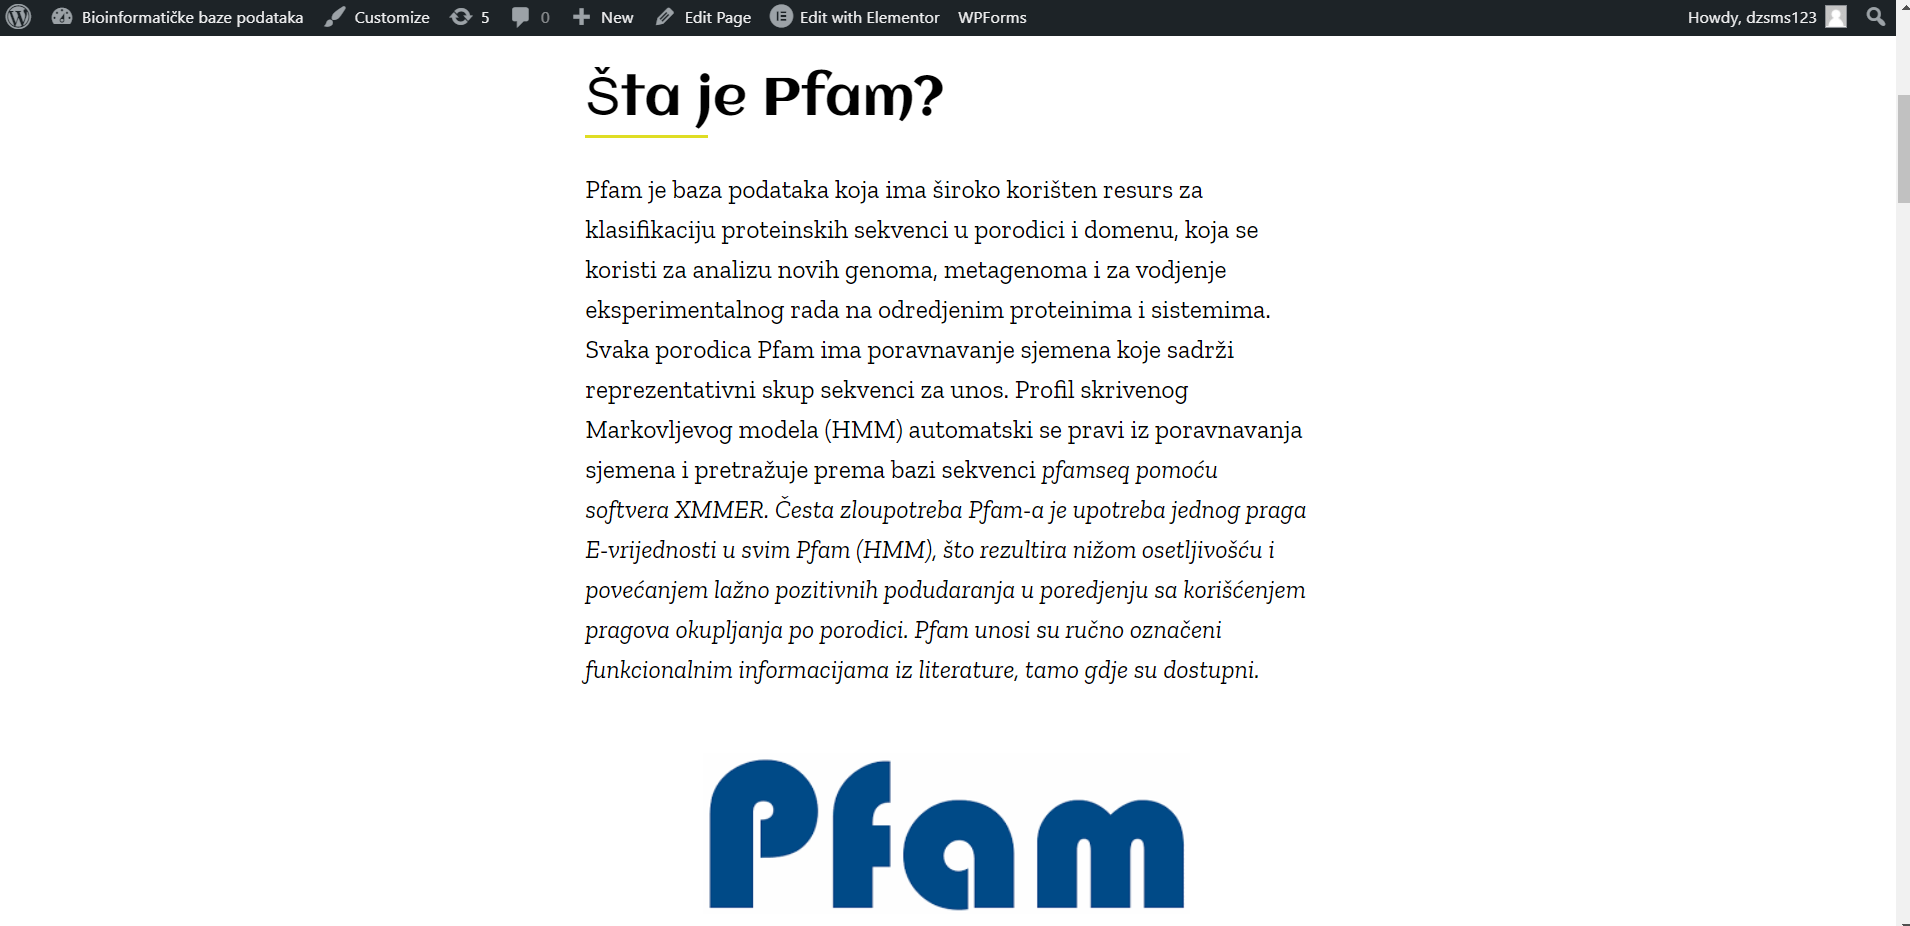 Bioinformatičke baze podataka Customize 5 0 New Edit Page Edit with Elementor WPForms Howdy, dzsms123
Šta je Pfam?
Pfam je baza podataka koja ima široko korišten resurs za
klasifikaciju proteinskih sekvenci u porodici i domenu, koja se
koristi za analizu novih genoma, metagenoma i za vodjenje
eksperimentalnog rada na odredjenim proteinima i sistemima.
Svaka porodica Pfam ima poravnavanje sjemena koje sadrži
reprezentativni skup sekvenci za unos. Profil skrivenog
Markovljevog modela (HMM) automatski se pravi iz poravnavanja
sjemena i pretražuje prema bazi sekvenci pfamseq pomoću
softvera XMMER. Česta zloupotreba Pfam-a je upotreba jednog praga
E-vrijednosti u svim Pfam (HMM), što rezultira nižom osetljivošću i
povećanjem lažno pozitivnih podudaranja u poredjenju sa korišćenjem
pragova okupljanja po porodici. Pfam unosi su ručno označeni
funkcionalnim informacijama iz literature, tamo gdje su dostupni.
Pfam